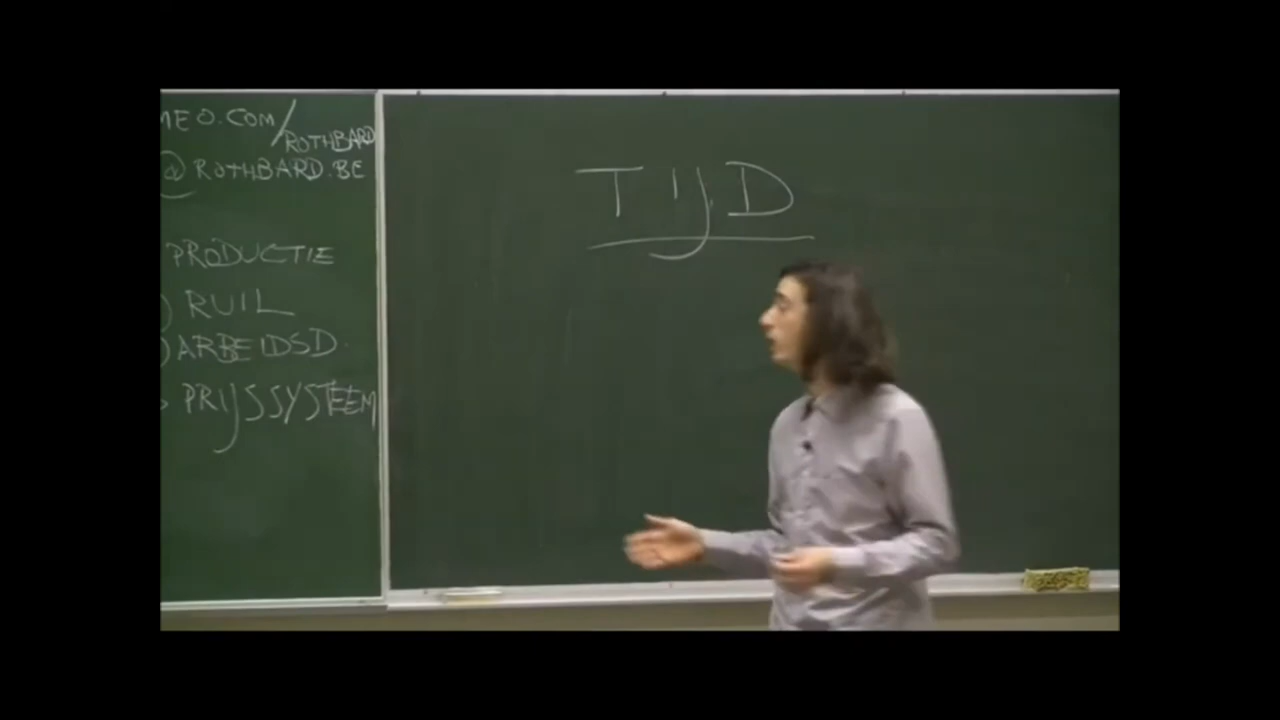 MEO.COM/ROTHBARD
@ROTHBARD.BE
PRODUCTIE
) RUIL
) ARBEIDSD.
PRIJSSYSTEEM
TIJD